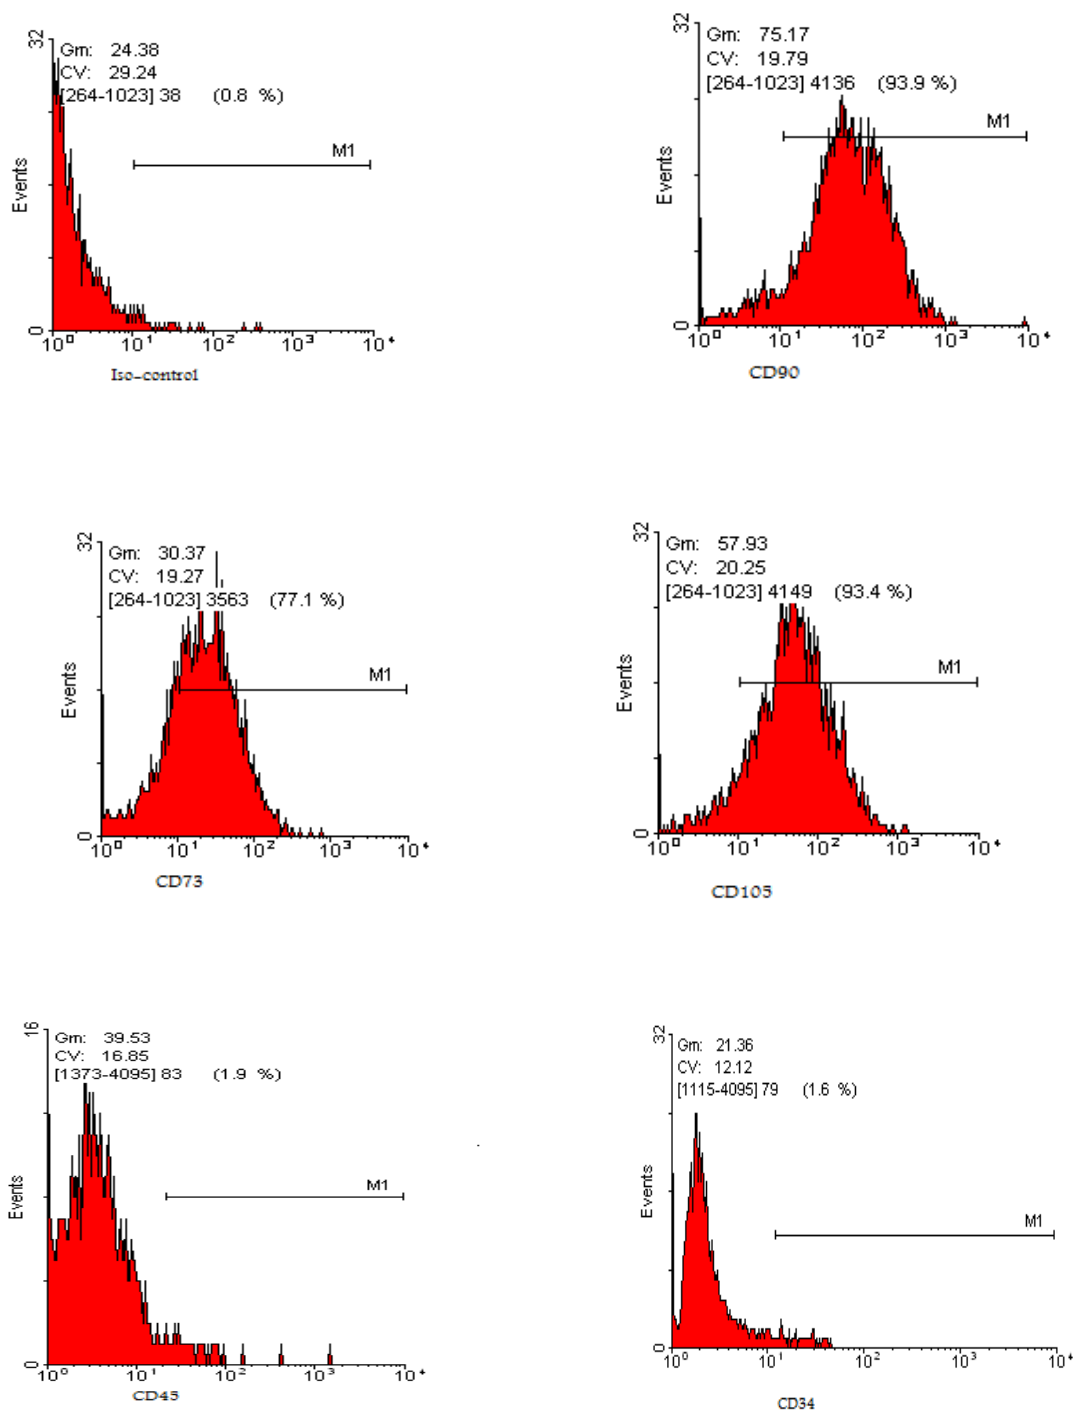 32
Gm: 24.38
CV: 29.24
[264-1023] 38 (0.8 %)
M1
Events
0
10⁰ 10¹ 10² 10³ 10⁴
Iso-control
32
Gm: 75.17
CV: 19.79
[264-1023] 4136 (93.9 %)
M1
Events
0
10⁰ 10¹ 10² 10³ 10⁴
CD90
32
Gm: 30.37
CV: 19.27
[264-1023] 3563 (77.1 %)
M1
Events
0
10⁰ 10¹ 10² 10³ 10⁴
CD73
32
Gm: 57.93
CV: 20.25
[264-1023] 4149 (93.4 %)
M1
Events
0
10⁰ 10¹ 10² 10³ 10⁴
CD105
16
Gm: 39.53
CV: 16.85
[1373-4095] 83 (1.9 %)
M1
Events
0
10⁰ 10¹ 10² 10³ 10⁴
CD45
32
Gm: 21.36
CV: 12.12
[1115-4095] 79 (1.6 %)
M1
Events
0
10⁰ 10¹ 10² 10³ 10⁴
CD34